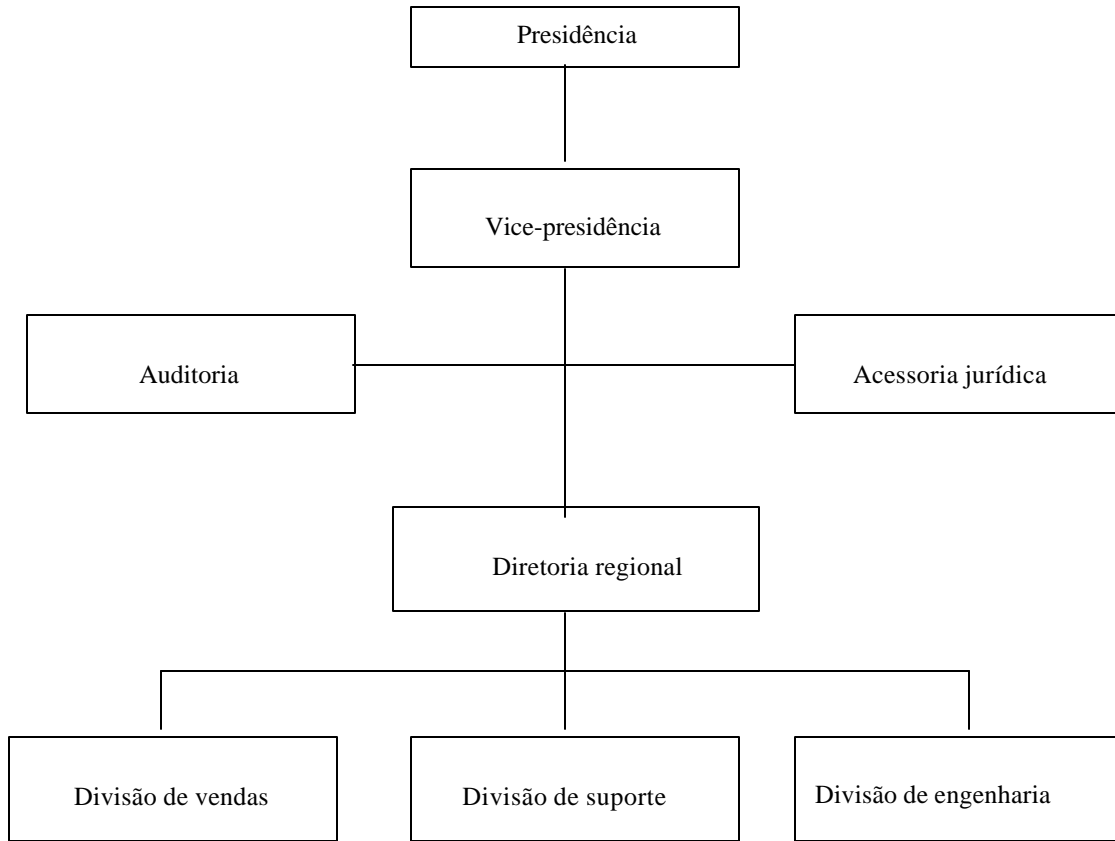 Presidência
Vice-presidência
Auditoria
Acessoria jurídica
Diretoria regional
Divisão de vendas
Divisão de suporte
Divisão de engenharia